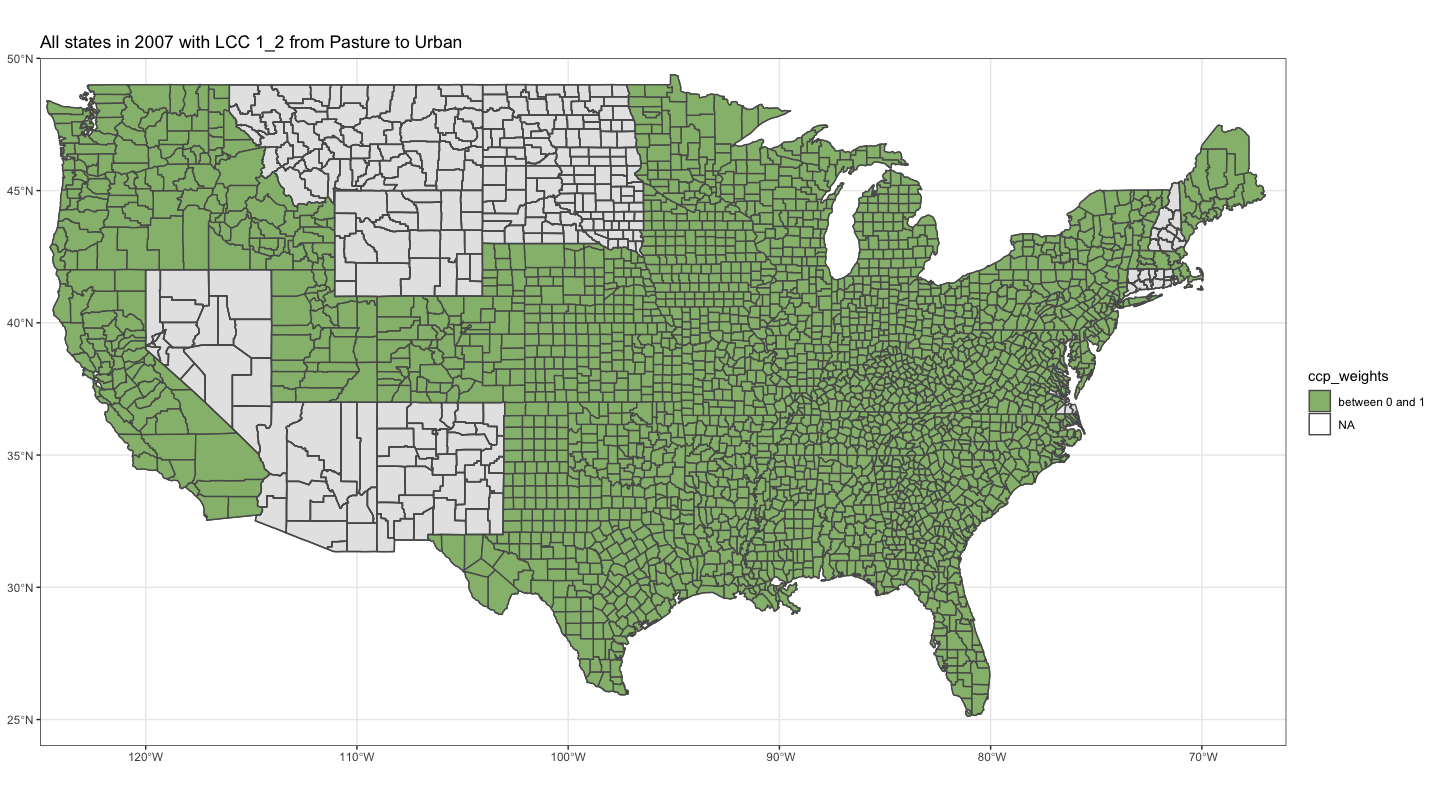 All states in 2007 with LCC 1_2 from Pasture to Urban
50°N
45°N
40°N
35°N
30°N
25°N
120°W
110°W
100°W
90°W
80°W
70°W
ccp_weights
between 0 and 1
NA